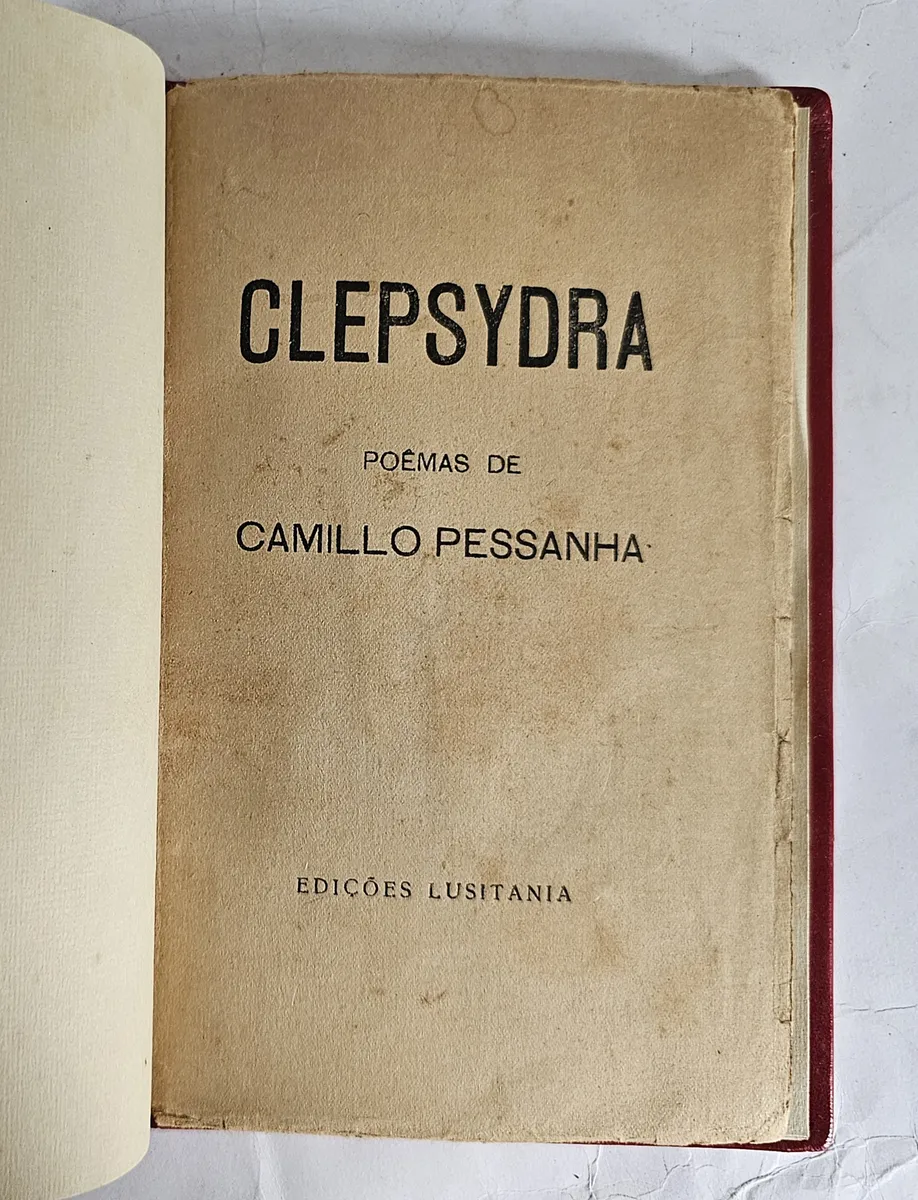 CLEPSYDRA
POÊMAS DE
CAMILLO PESSANHA
EDIÇÕES LUSITANIA